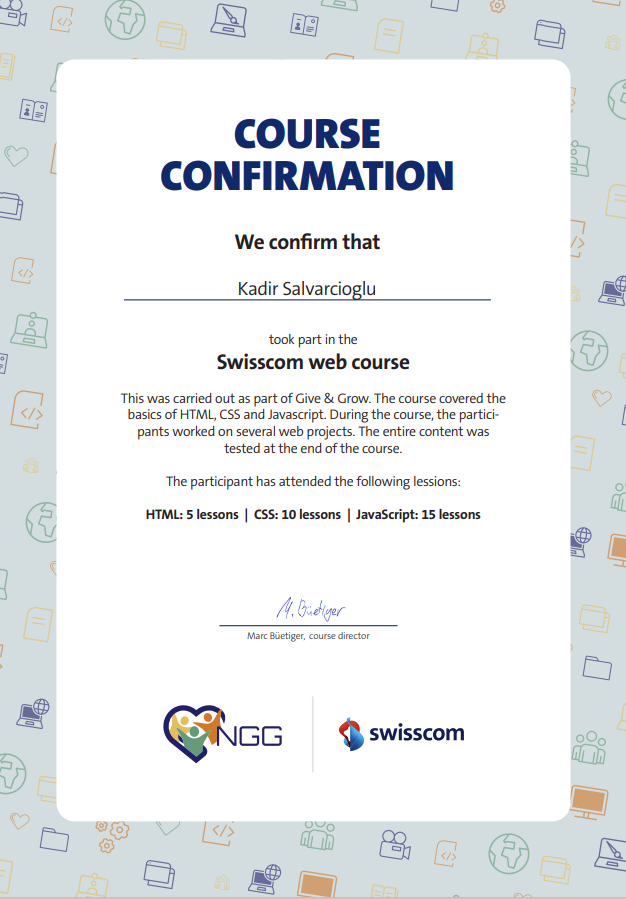 COURSE
CONFIRMATION
We confirm that
Kadir Salvarcioglu
took part in the
Swisscom web course
This was carried out as part of Give & Grow. The course covered the
basics of HTML, CSS and Javascript. During the course, the partici-
pants worked on several web projects. The entire content was
tested at the end of the course.
The participant has attended the following lessions:
HTML: 5 lessons | CSS: 10 lessons | JavaScript: 15 lessons
M. Büetiger
Marc Büetiger, course director
NGG
swisscom